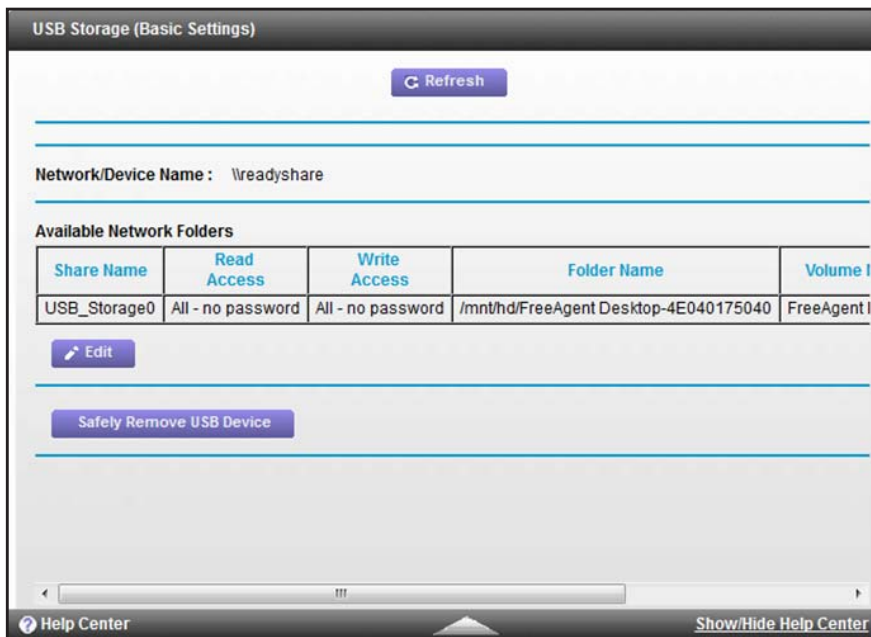 USB Storage (Basic Settings)
Refresh
Network/Device Name : \\readyshare
Available Network Folders
Share Name Read Access Write Access Folder Name Volume
USB_Storage0 All - no password All - no password /mnt/hd/FreeAgent Desktop-4E040175040 FreeAgent
Edit
Safely Remove USB Device
Help Center Show/Hide Help Center